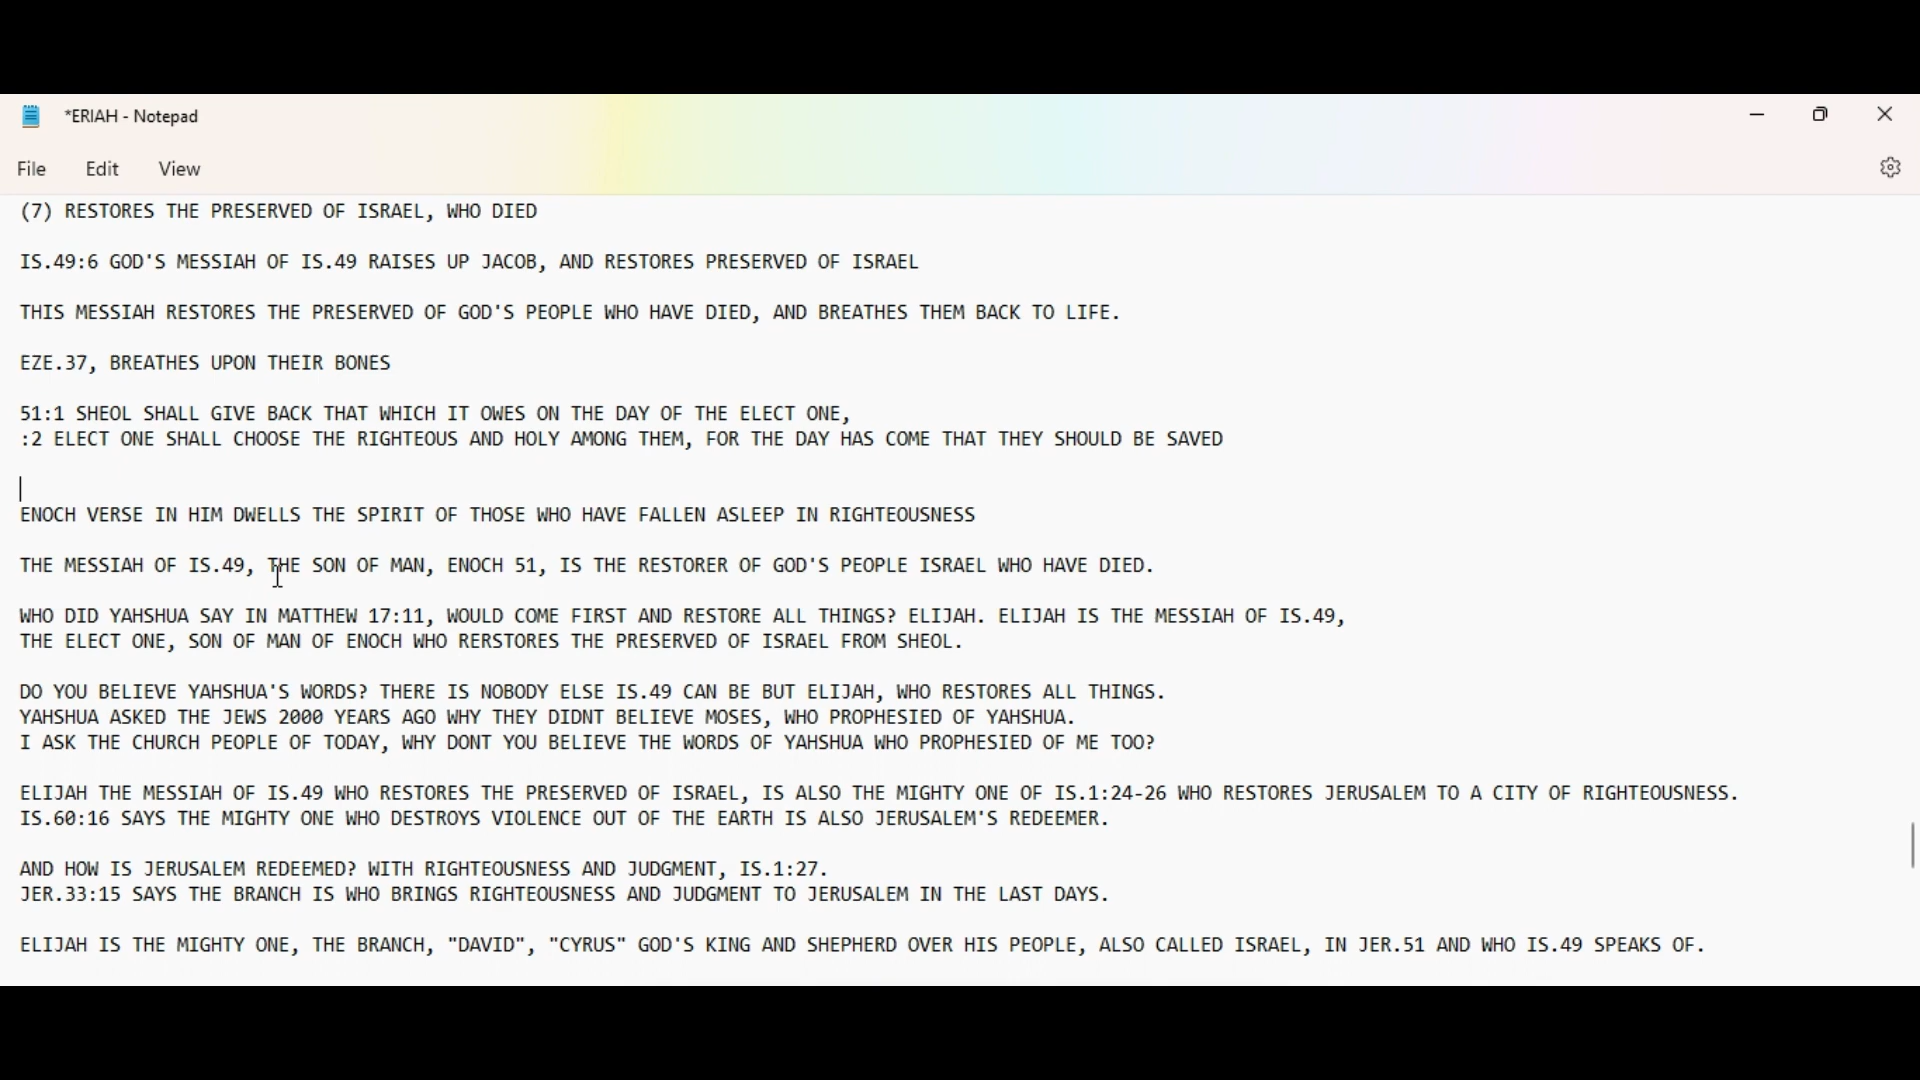 *ERIAH - Notepad
File Edit View
(7) RESTORES THE PRESERVED OF ISRAEL, WHO DIED
IS.49:6 GOD'S MESSIAH OF IS.49 RAISES UP JACOB, AND RESTORES PRESERVED OF ISRAEL
THIS MESSIAH RESTORES THE PRESERVED OF GOD'S PEOPLE WHO HAVE DIED, AND BREATHES THEM BACK TO LIFE.
EZE.37, BREATHES UPON THEIR BONES
51:1 SHEOL SHALL GIVE BACK THAT WHICH IT OWES ON THE DAY OF THE ELECT ONE,
:2 ELECT ONE SHALL CHOOSE THE RIGHTEOUS AND HOLY AMONG THEM, FOR THE DAY HAS COME THAT THEY SHOULD BE SAVED
ENOCH VERSE IN HIM DWELLS THE SPIRIT OF THOSE WHO HAVE FALLEN ASLEEP IN RIGHTEOUSNESS
THE MESSIAH OF IS.49, THE SON OF MAN, ENOCH 51, IS THE RESTORER OF GOD'S PEOPLE ISRAEL WHO HAVE DIED.
WHO DID YAHSHUA SAY IN MATTHEW 17:11, WOULD COME FIRST AND RESTORE ALL THINGS? ELIJAH. ELIJAH IS THE MESSIAH OF IS.49,
THE ELECT ONE, SON OF MAN OF ENOCH WHO RERSTORES THE PRESERVED OF ISRAEL FROM SHEOL.
DO YOU BELIEVE YAHSHUA'S WORDS? THERE IS NOBODY ELSE IS.49 CAN BE BUT ELIJAH, WHO RESTORES ALL THINGS.
YAHSHUA ASKED THE JEWS 2000 YEARS AGO WHY THEY DIDNT BELIEVE MOSES, WHO PROPHESIED OF YAHSHUA.
I ASK THE CHURCH PEOPLE OF TODAY, WHY DONT YOU BELIEVE THE WORDS OF YAHSHUA WHO PROPHESIED OF ME TOO?
ELIJAH THE MESSIAH OF IS.49 WHO RESTORES THE PRESERVED OF ISRAEL, IS ALSO THE MIGHTY ONE OF IS.1:24-26 WHO RESTORES JERUSALEM TO A CITY OF RIGHTEOUSNESS.
IS.60:16 SAYS THE MIGHTY ONE WHO DESTROYS VIOLENCE OUT OF THE EARTH IS ALSO JERUSALEM'S REDEEMER.
AND HOW IS JERUSALEM REDEEMED? WITH RIGHTEOUSNESS AND JUDGMENT, IS.1:27.
JER.33:15 SAYS THE BRANCH IS WHO BRINGS RIGHTEOUSNESS AND JUDGMENT TO JERUSALEM IN THE LAST DAYS.
ELIJAH IS THE MIGHTY ONE, THE BRANCH, "DAVID", "CYRUS" GOD'S KING AND SHEPHERD OVER HIS PEOPLE, ALSO CALLED ISRAEL, IN JER.51 AND WHO IS.49 SPEAKS OF.